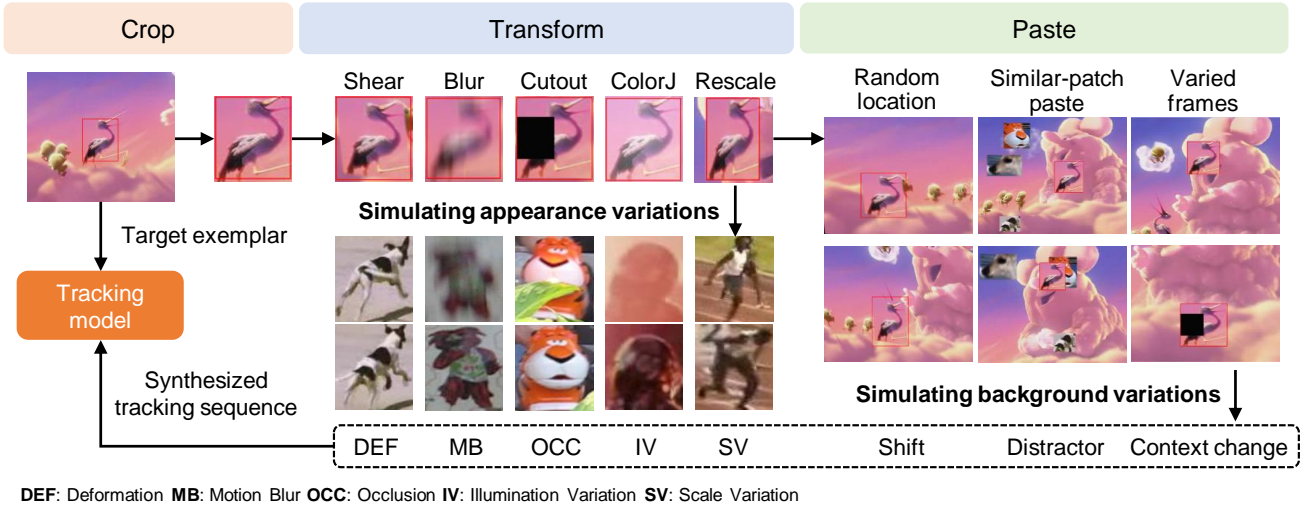 Crop
Transform
Paste
Shear
Blur
Cutout
ColorJ
Rescale
Random
location
Similar-patch
paste
Varied
frames
Simulating appearance variations
Target exemplar
Tracking
model
Synthesized
tracking sequence
Simulating background variations
DEF
MB
OCC
IV
SV
Shift
Distractor
Context change
DEF: Deformation MB: Motion Blur OCC: Occlusion IV: Illumination Variation SV: Scale Variation